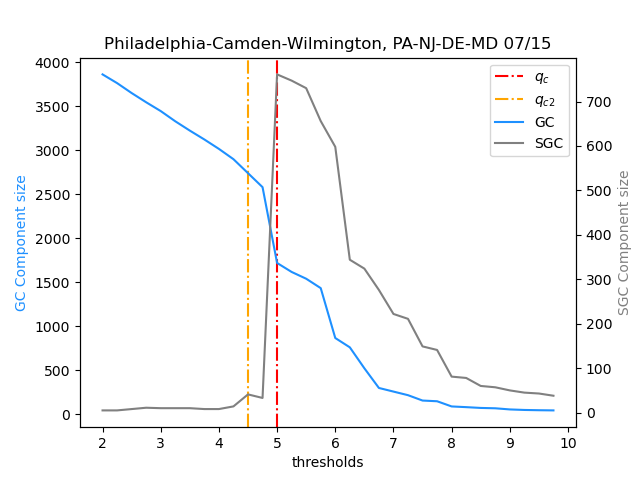 Philadelphia-Camden-Wilmington, PA-NJ-DE-MD 07/15
GC Component size
4000
3500
3000
2500
2000
1500
1000
500
0
q_c
q_c2
GC
SGC
700
600
500
400
300
200
100
0
SGC Component size
2 3 4 5 6 7 8 9 10
thresholds